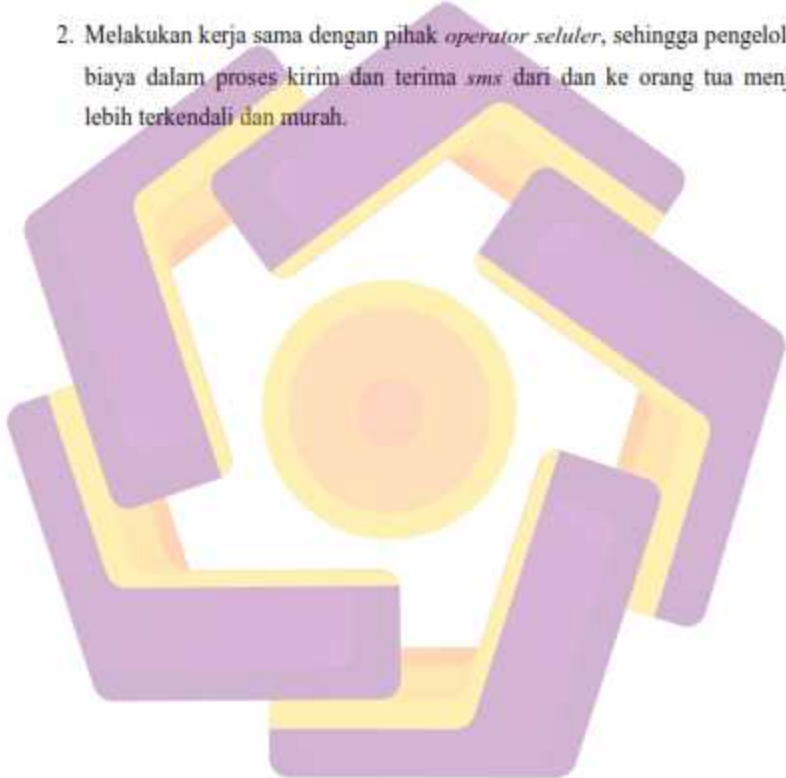 2. Melakukan kerja sama dengan pihak operator seluler, sehingga pengelol
biaya dalam proses kirim dan terima sms dari dan ke orang tua menj
lebih terkendali dan murah.